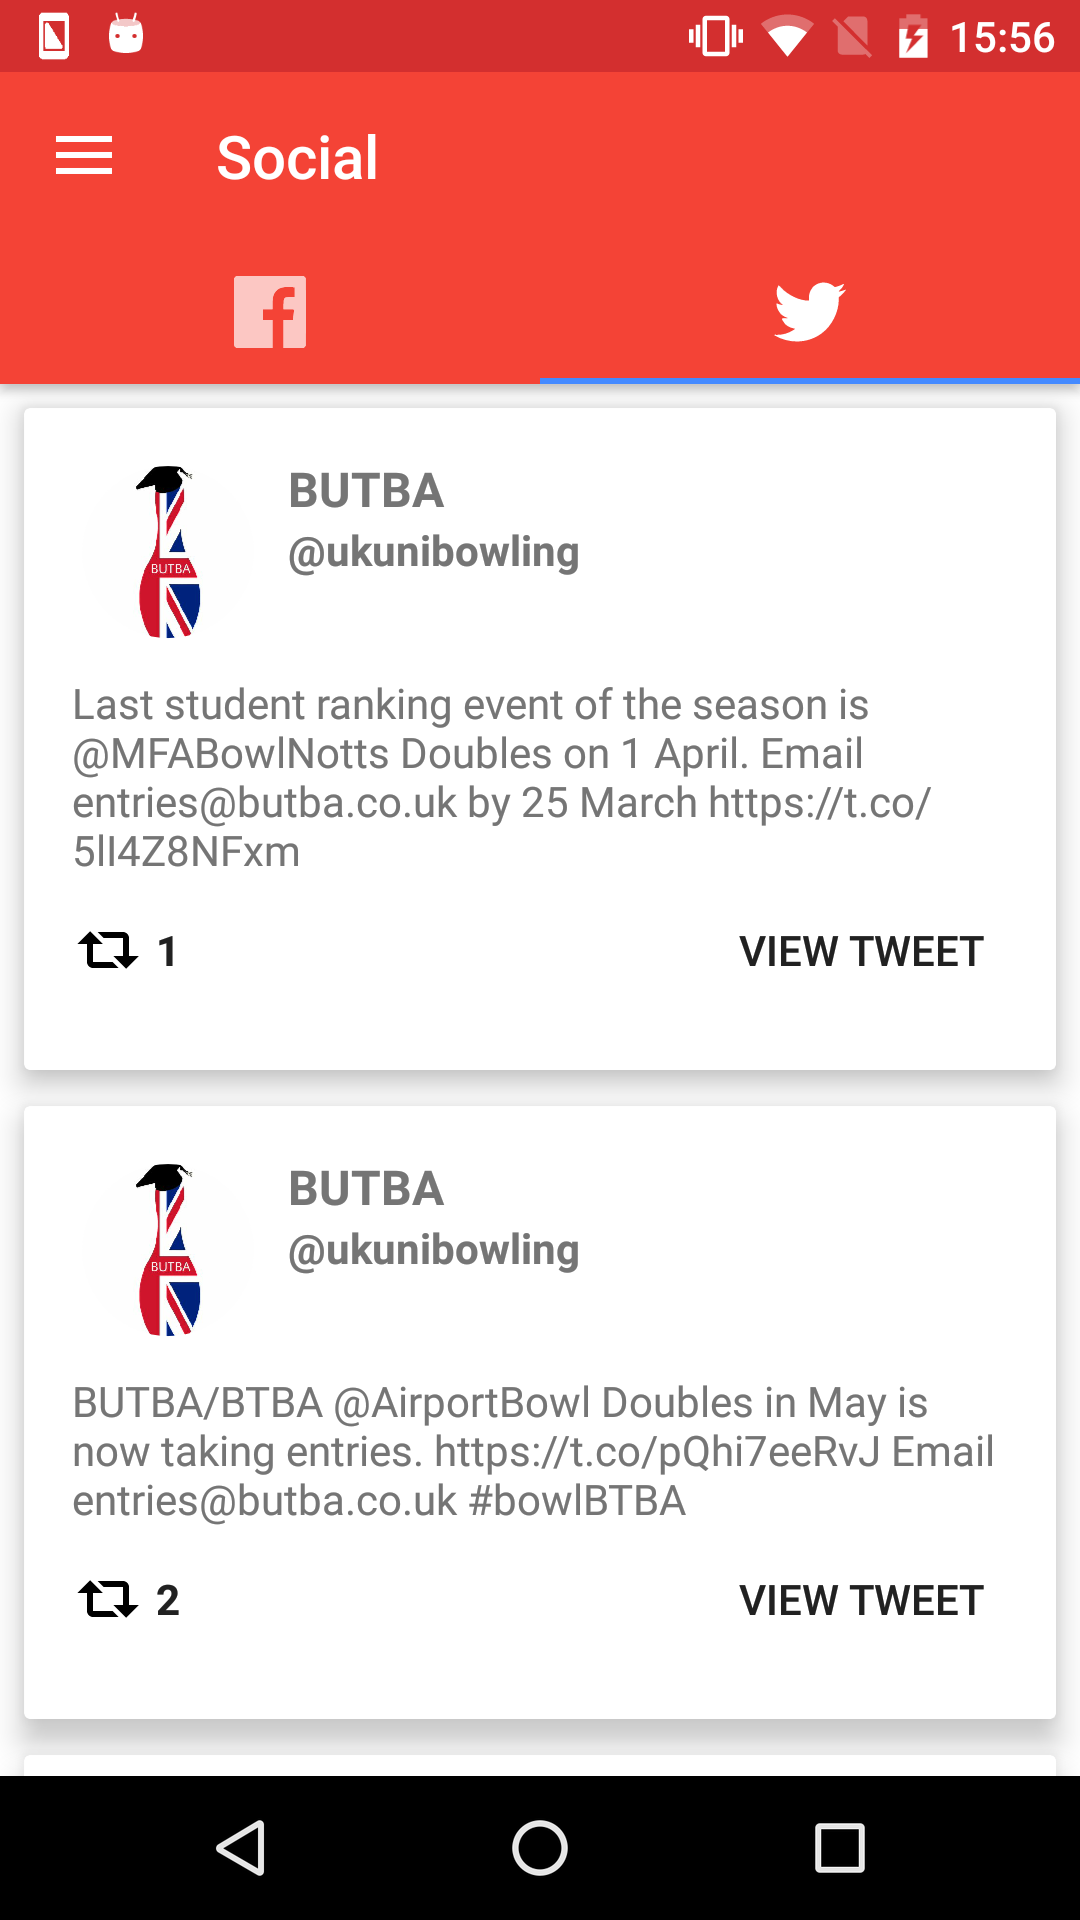 15:56
Social
BUTBA
@ukunibowling
BUTBA
Last student ranking event of the season is
@MFABowlNotts Doubles on 1 April. Email
entries@butba.co.uk by 25 March https://t.co/
5lI4Z8NFxm
1 VIEW TWEET
BUTBA
@ukunibowling
BUTBA
BUTBA/BTBA @AirportBowl Doubles in May is
now taking entries. https://t.co/pQhi7eeRvJ Email
entries@butba.co.uk #bowlBTBA
2 VIEW TWEET